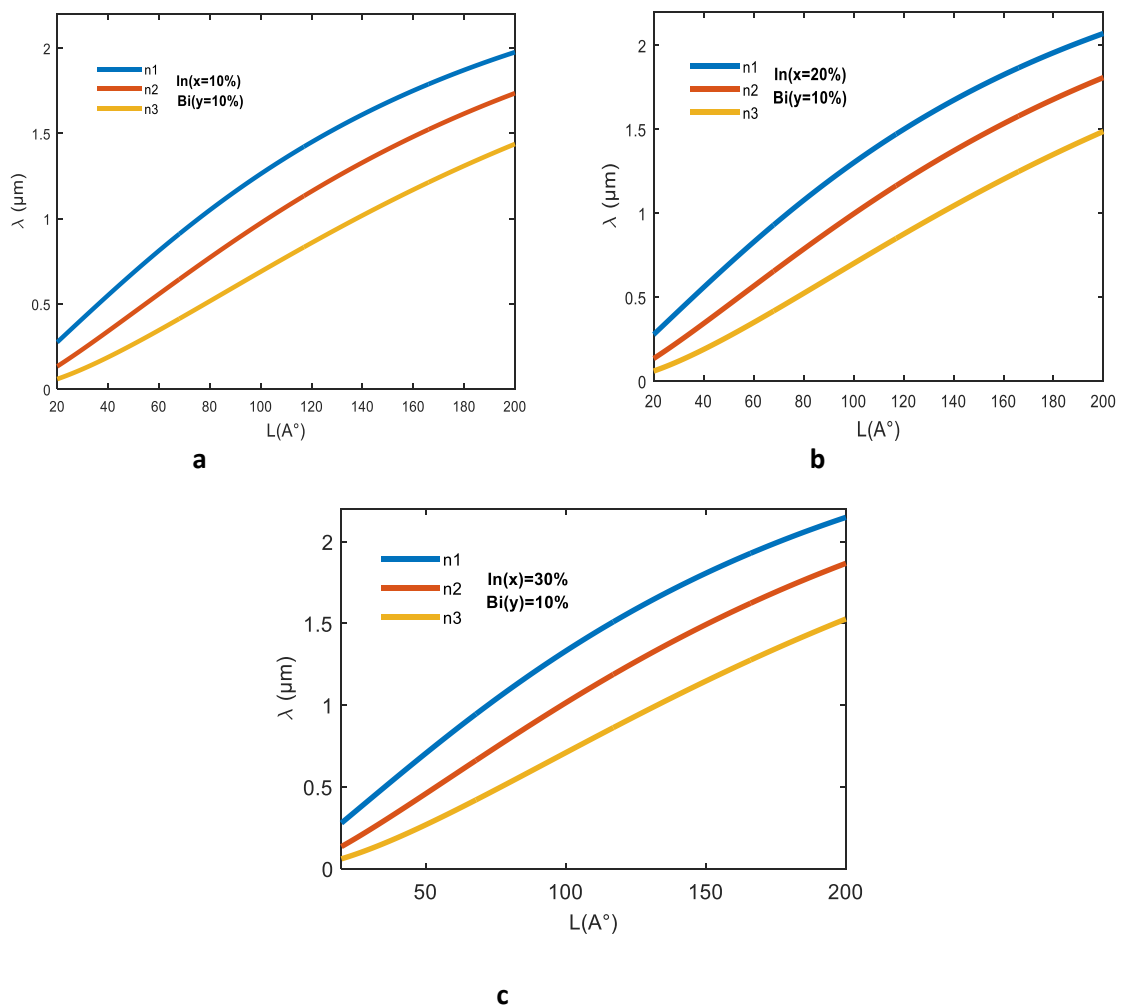 2
1.5
1
0.5
0
λ (μm)
n1
n2
n3
In(x=10%)
Bi(y=10%)
20 40 60 80 100 120 140 160 180 200
L(A°)
a
2
1.5
1
0.5
0
λ (μm)
n1
n2
n3
In(x=20%)
Bi(y=10%)
20 40 60 80 100 120 140 160 180 200
L(A°)
b
2
1.5
1
0.5
0
λ (μm)
n1
n2
n3
In(x)=30%
Bi(y)=10%
50 100 150 200
L(A°)
c